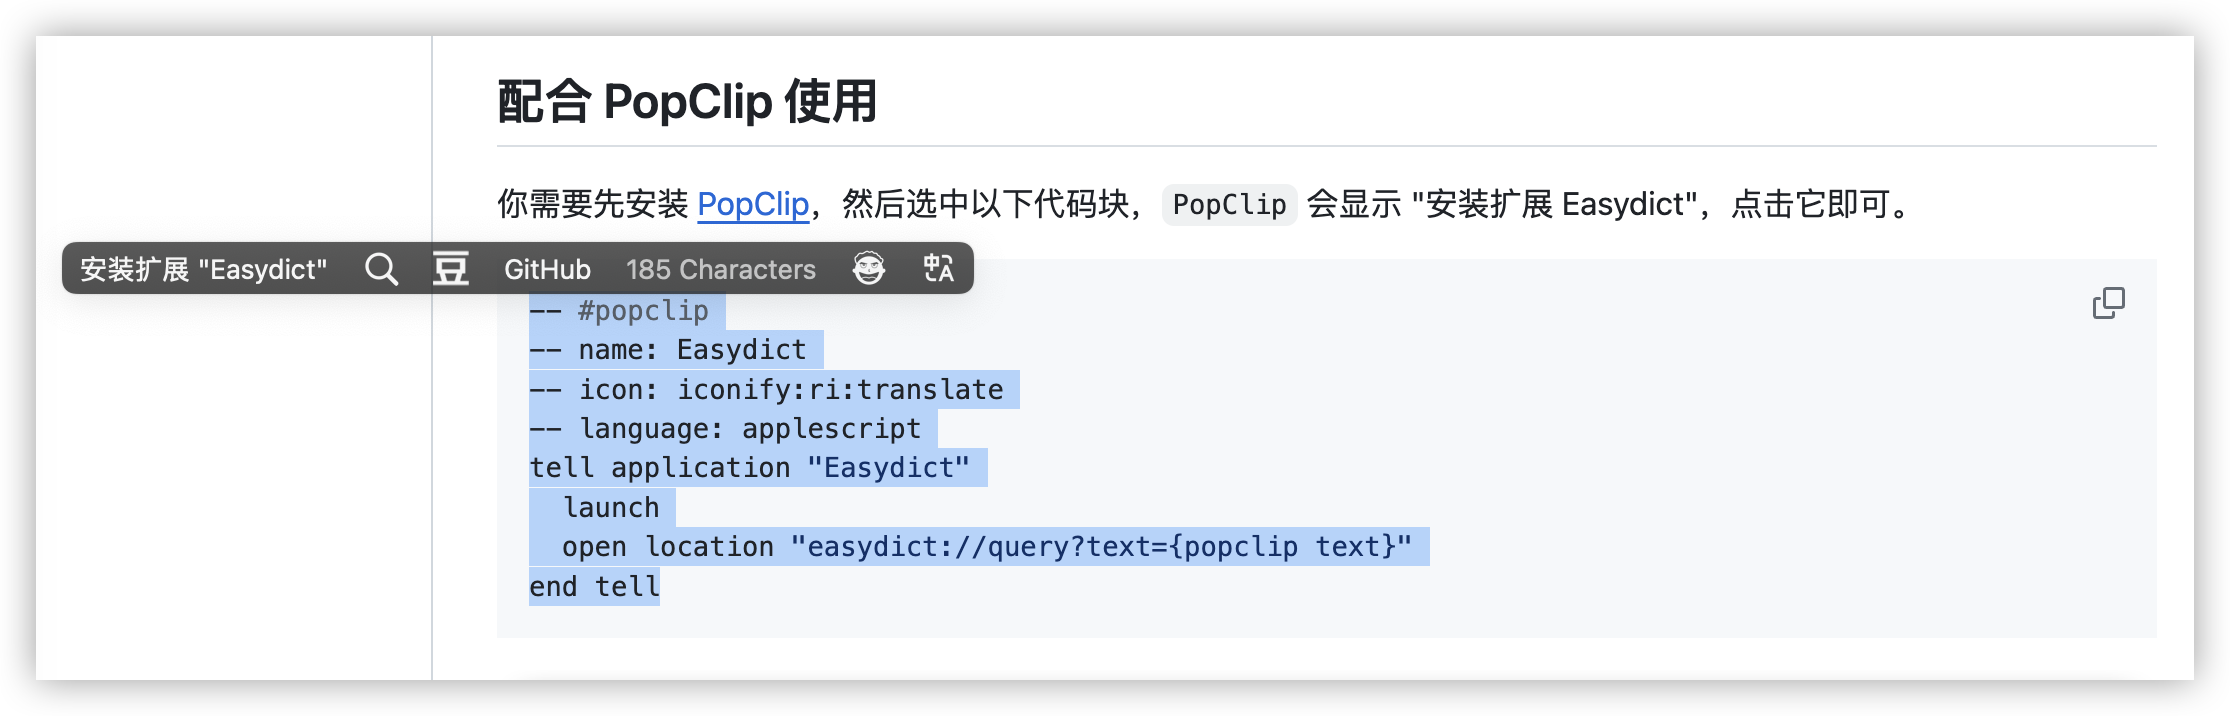 配合 PopClip 使用
你需要先安装 PopClip，然后选中以下代码块， PopClip 会显示 "安装扩展 Easydict"，点击它即可。
安装扩展 "Easydict" 豆 GitHub 185 Characters 中A
-- #popclip
-- name: Easydict
-- icon: iconify:ri:translate
-- language: applescript
tell application "Easydict"
  launch
  open location "easydict://query?text={popclip text}"
end tell